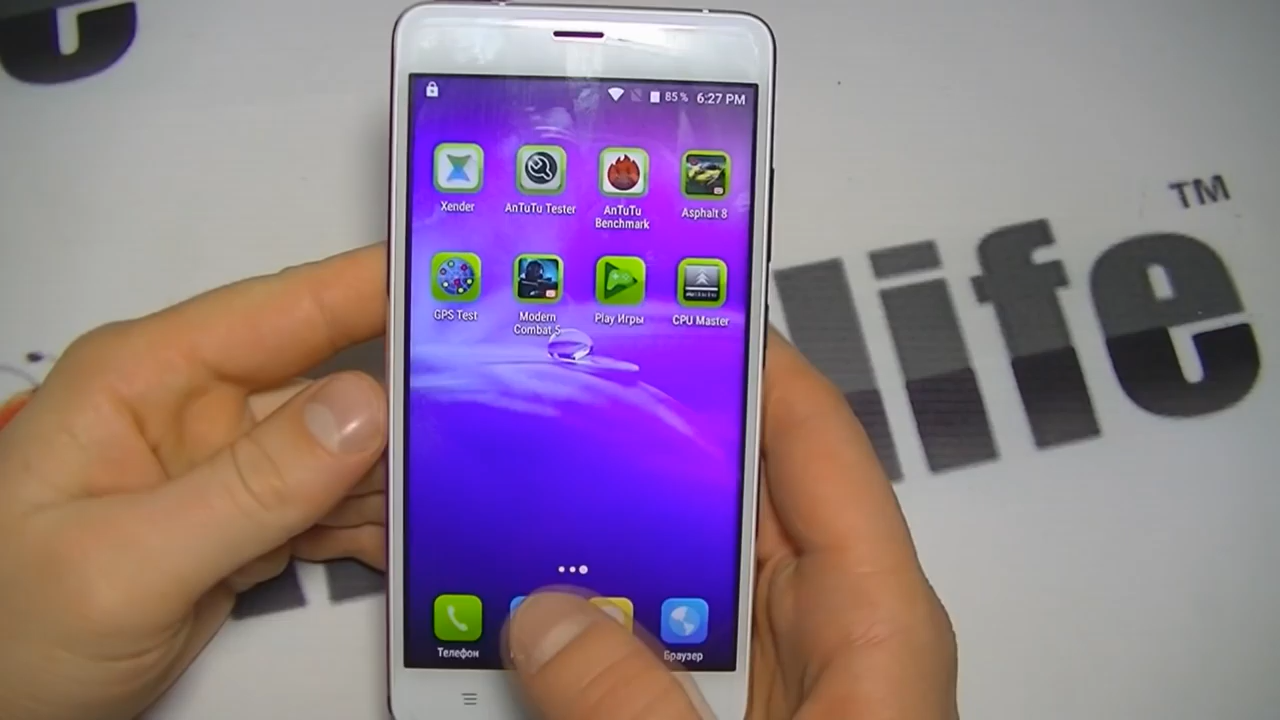 85% 6:27 PM
Xender
AnTuTu Tester
AnTuTu
Benchmark
Asphalt 8
GPS Test
Modern
Combat 5
Play Игры
CPU Master
Телефон
Браузер
life
TM
e